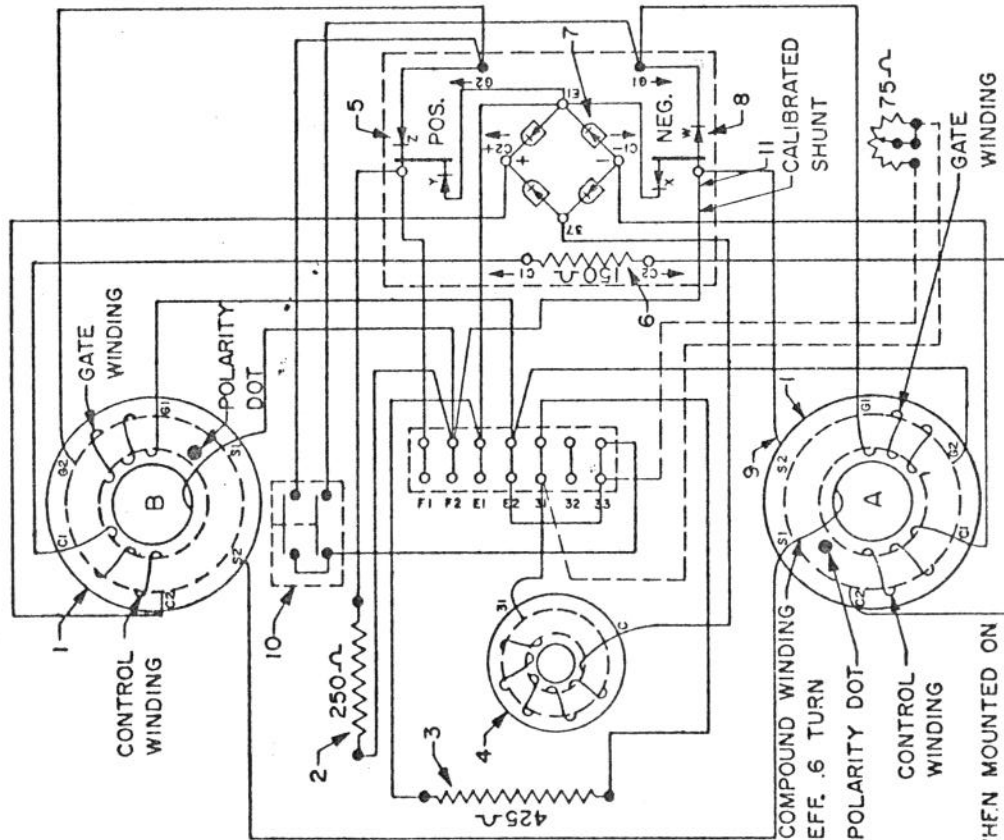 5
POS.
G2
Z
Y
C2+
+
E1
7
37
C1-
-
NEG.
G1
X
W
8
11
CALIBRATED
SHUNT
C1
150Ω
C2
6
75Ω
GATE
WINDING
GATE
WINDING
POLARITY
DOT
G2
G1
C1
B
S1
S2
C2
1
CONTROL
WINDING
10
250Ω
2
3
425Ω
4
31
C
F1
F2
E1
E2
31
32
33
9
1
S2
G1
S1
A
G2
C1
C2
COMPOUND WINDING
EFF. .6 TURN
POLARITY DOT
CONTROL
WINDING
HEN MOUNTED ON